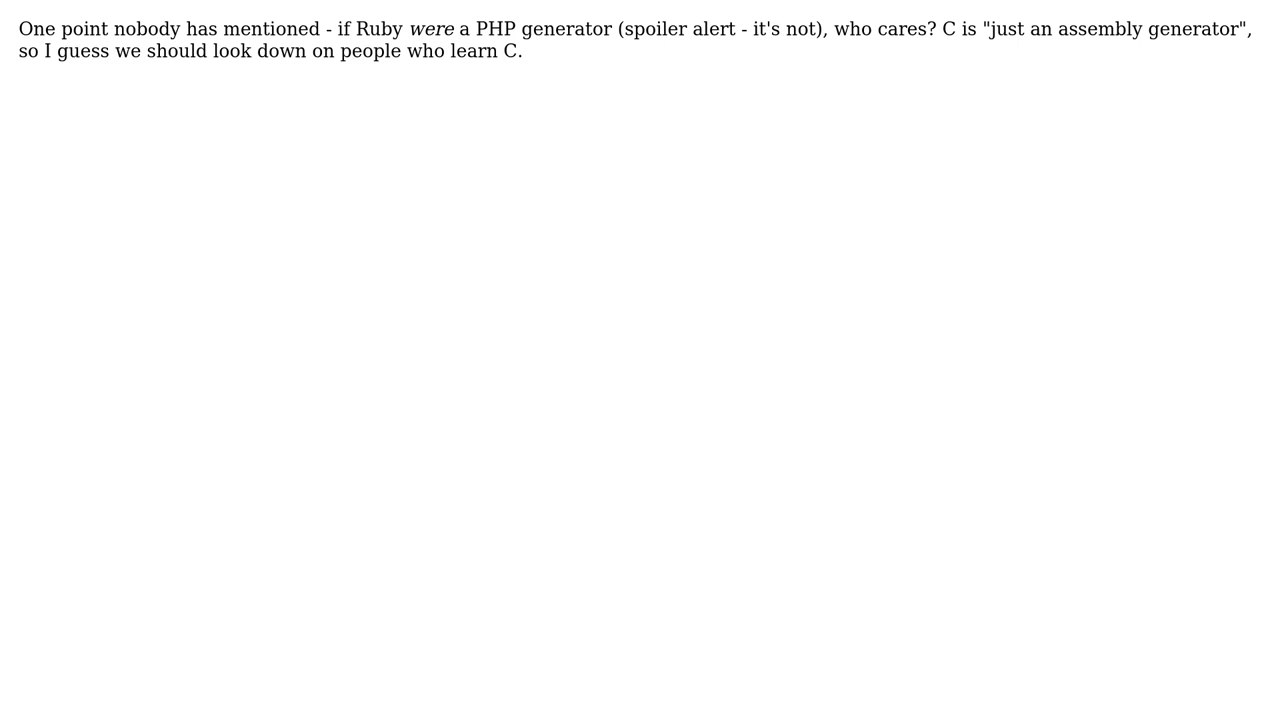 One point nobody has mentioned - if Ruby were a PHP generator (spoiler alert - it's not), who cares? C is "just an assembly generator",
so I guess we should look down on people who learn C.